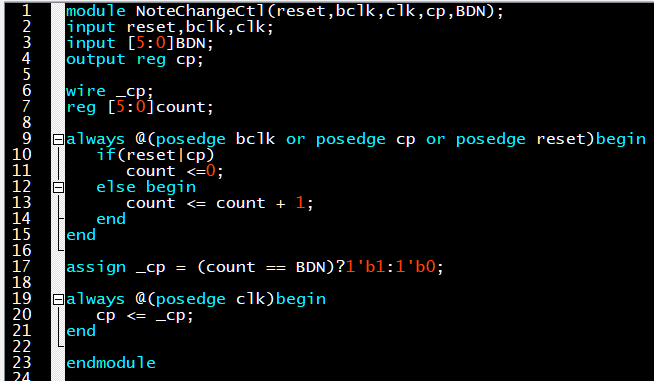 1 module NoteChangeCtl(reset,bclk,clk,cp,BDN);
2 input reset,bclk,clk;
3 input [5:0]BDN;
4 output reg cp;
5
6 wire _cp;
7 reg [5:0]count;
8
9 always @(posedge bclk or posedge cp or posedge reset)begin
10 if(reset|cp)
11 count <=0;
12 else begin
13 count <= count + 1;
14 end
15 end
16
17 assign _cp = (count == BDN)?1'b1:1'b0;
18
19 always @(posedge clk)begin
20 cp <= _cp;
21 end
22
23 endmodule
24